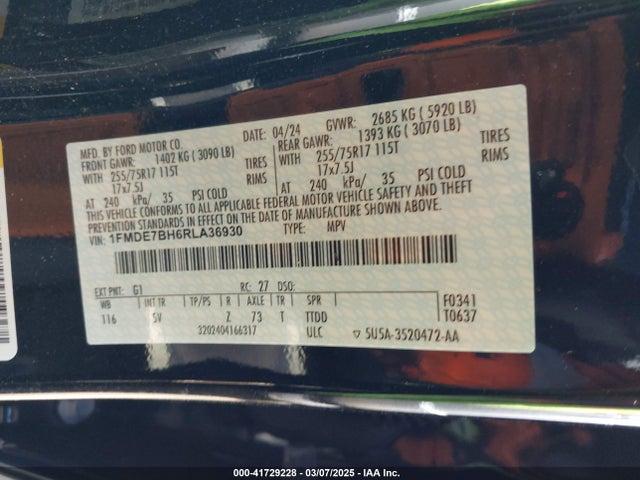 MFD. BY FORD MOTOR CO. DATE: 04/24 GVWR: 2685 KG ( 5920 LB)
FRONT GAWR: 1402 KG ( 3090 LB) REAR GAWR: 1393 KG ( 3070 LB)
WITH 255/75R17 115T TIRES WITH 255/75R17 115T TIRES
17x7.5J RIMS 17x7.5J RIMS
AT 240 kPa/ 35 PSI COLD AT 240 kPa/ 35 PSI COLD
THIS VEHICLE CONFORMS TO ALL APPLICABLE FEDERAL MOTOR VEHICLE SAFETY AND THEFT
PREVENTION STANDARDS IN EFFECT ON THE DATE OF MANUFACTURE SHOWN ABOVE.
VIN: 1FMDE7BH6RLA36930 TYPE: MPV
EXT PNT: G1 RC: 27 DSO:
WB INT TR TP/PS R AXLE TR SPR F0341
116 5V Z 73 T TTDD T0637
3202404166317 ULC ▽ 5U5A-3520472-AA
000-41729228 - 03/07/2025 - IAA Inc.